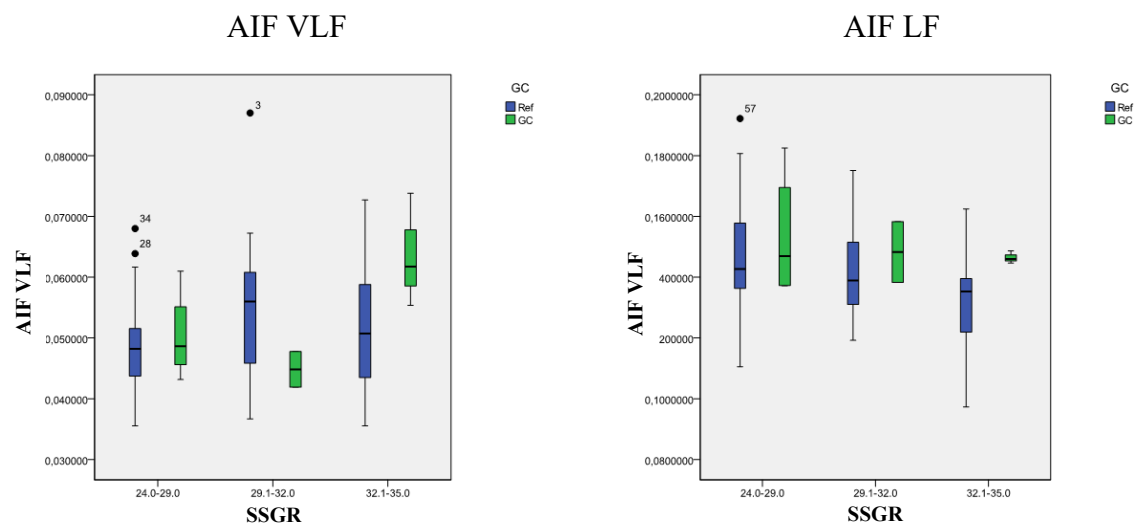 AIF VLF
AIF VLF
0,090000
0,080000
0,070000
0,060000
0,050000
0,040000
0,030000
34
28
3
24.0-29.0
29.1-32.0
32.1-35.0
SSGR
GC
Ref
GC
AIF LF
AIF VLF
0,2000000
0,1800000
0,1600000
400000
200000
0,1000000
0,0800000
57
24.0-29.0
29.1-32.0
32.1-35.0
SSGR
GC
Ref
GC